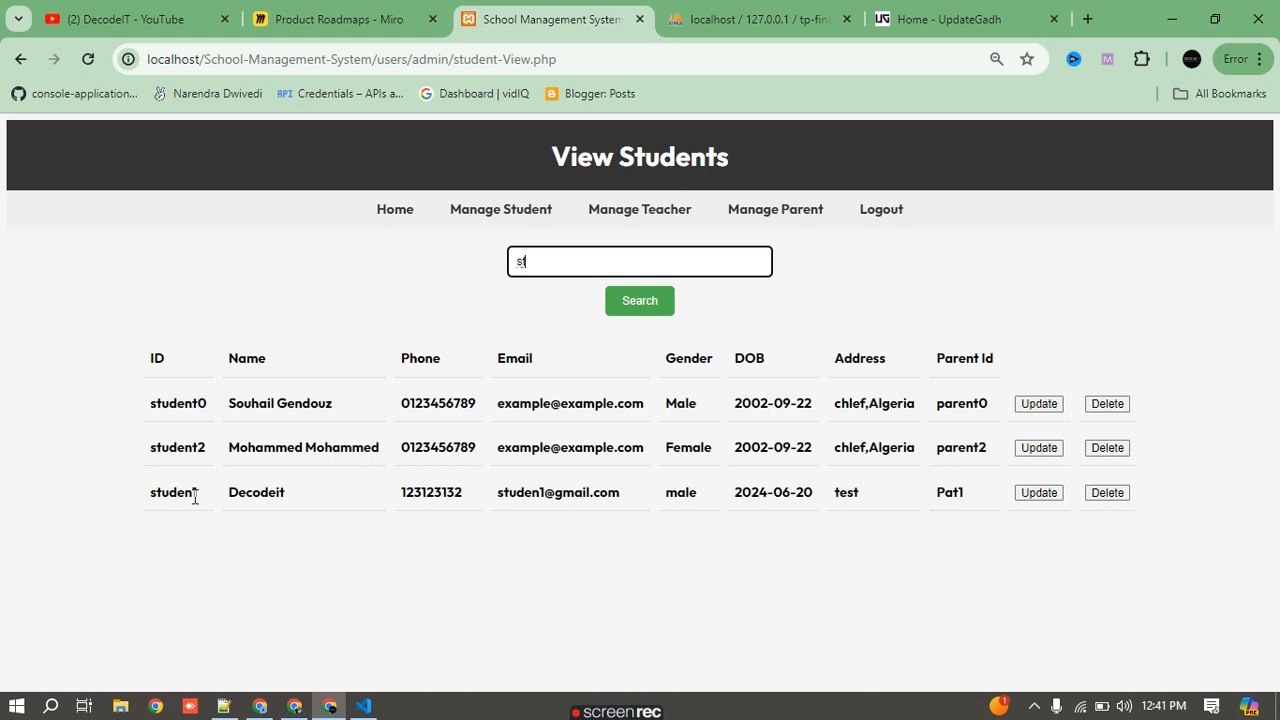 (2) DecodeIT - YouTube
Product Roadmaps - Miro
School Management System
localhost / 127.0.0.1 / tp-fina
Home - UpdateGadh
localhost/School-Management-System/users/admin/student-View.php
Error
console-application...
Narendra Dwivedi
API Credentials – APIs a...
Dashboard | vidIQ
Blogger: Posts
All Bookmarks
View Students
Home Manage Student Manage Teacher Manage Parent Logout
st
Search
ID Name Phone Email Gender DOB Address Parent Id
student0 Souhail Gendouz 0123456789 example@example.com Male 2002-09-22 chlef,Algeria parent0 Update Delete
student2 Mohammed Mohammed 0123456789 example@example.com Female 2002-09-22 chlef,Algeria parent2 Update Delete
Decodeit 123123132 studen1@gmail.com male 2024-06-20 test Pat1 Update Delete
12:41 PM
screenrec